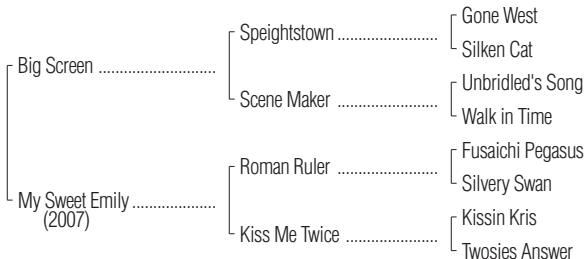 Gone West
Speightstown ....................
Silken Cat
Big Screen ........................
Unbridled's Song
Scene Maker ....................
Walk in Time
Fusaichi Pegasus
Roman Ruler ....................
Silvery Swan
My Sweet Emily .................
(2007)
Kissin Kris
Kiss Me Twice ..................
Twosies Answer